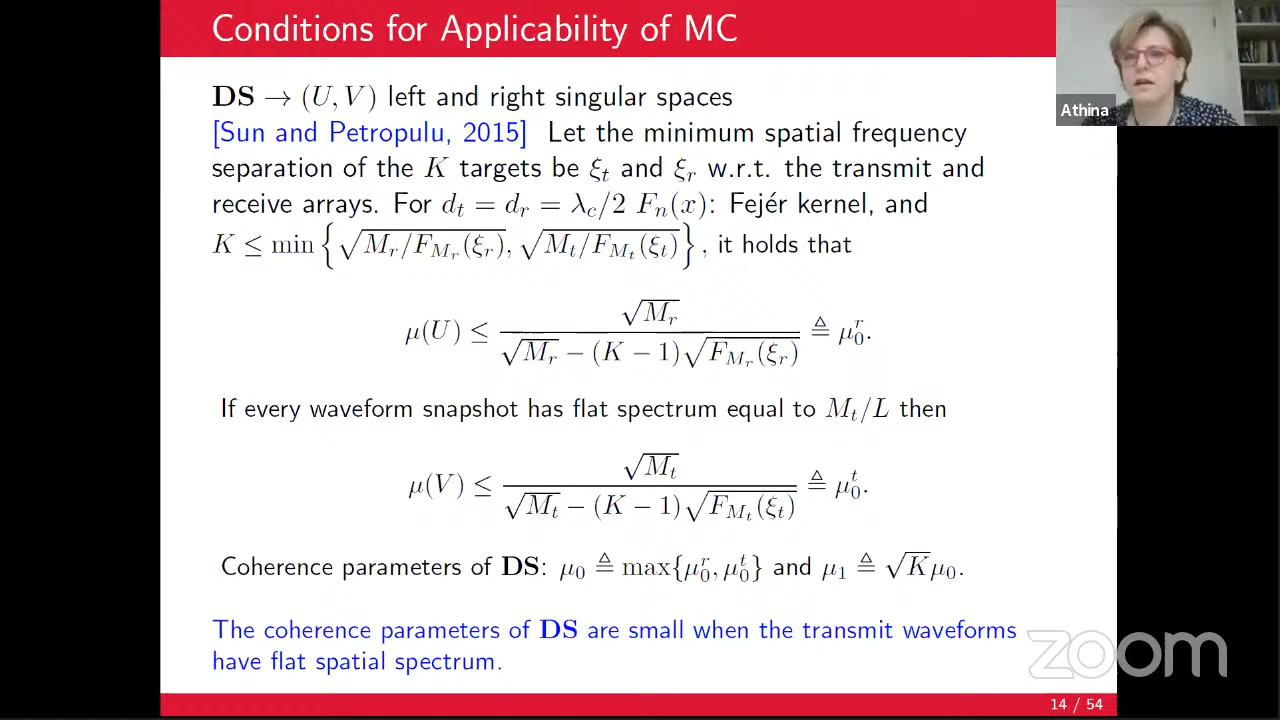 Conditions for Applicability of MC
Athina
DS → (U, V) left and right singular spaces
[Sun and Petropulu, 2015] Let the minimum spatial frequency
separation of the K targets be ξ_t and ξ_r w.r.t. the transmit and
receive arrays. For d_t = d_r = λ_c/2 F_n(x): Fejér kernel, and
K ≤ min { √(M_r/F_{M_r}(ξ_r)), √(M_t/F_{M_t}(ξ_t)) }, it holds that
μ(U) ≤ √M_r / (√M_r − (K − 1)√(F_{M_r}(ξ_r))) ≜ μ_0^r.
If every waveform snapshot has flat spectrum equal to M_t/L then
μ(V) ≤ √M_t / (√M_t − (K − 1)√(F_{M_t}(ξ_t))) ≜ μ_0^t.
Coherence parameters of DS: μ_0 ≜ max{μ_0^r, μ_0^t} and μ_1 ≜ √K μ_0.
The coherence parameters of DS are small when the transmit waveforms
have flat spatial spectrum.
zoom
14 / 54